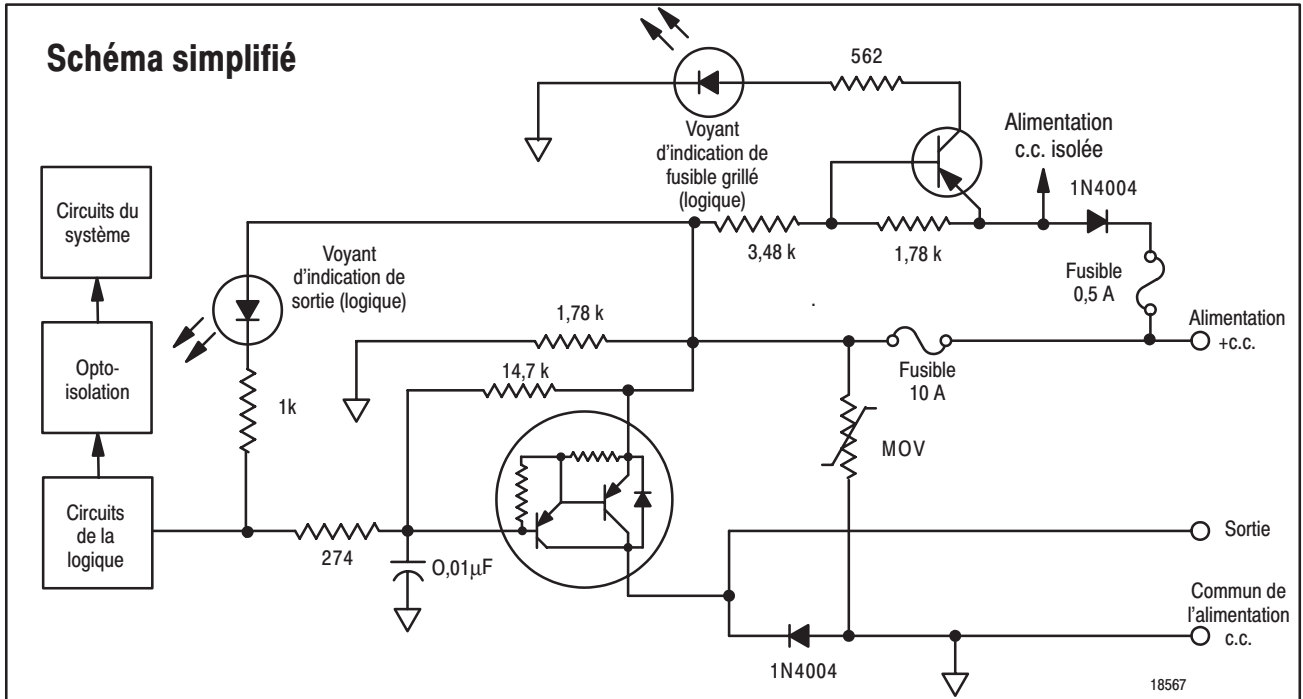 Schéma simplifié
562
Voyant
d'indication de
fusible grillé
(logique)
Alimentation
c.c. isolée
1N4004
Circuits du
système
Voyant
d'indication de
sortie (logique)
3,48 k
1,78 k
Fusible
0,5 A
Opto-
isolation
1,78 k
Alimentation
+c.c.
14,7 k
Fusible
10 A
1k
MOV
Circuits
de la
logique
274
O,01µF
Sortie
Commun de
l'alimentation
c.c.
1N4004
18567